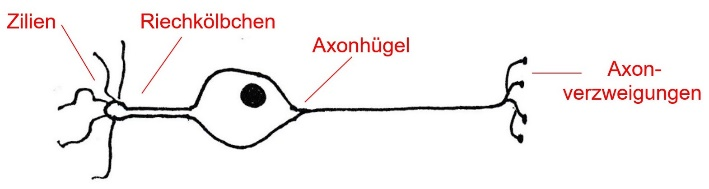 Zilien
Riechkölbchen
Axonhügel
Axon-
verzweigungen